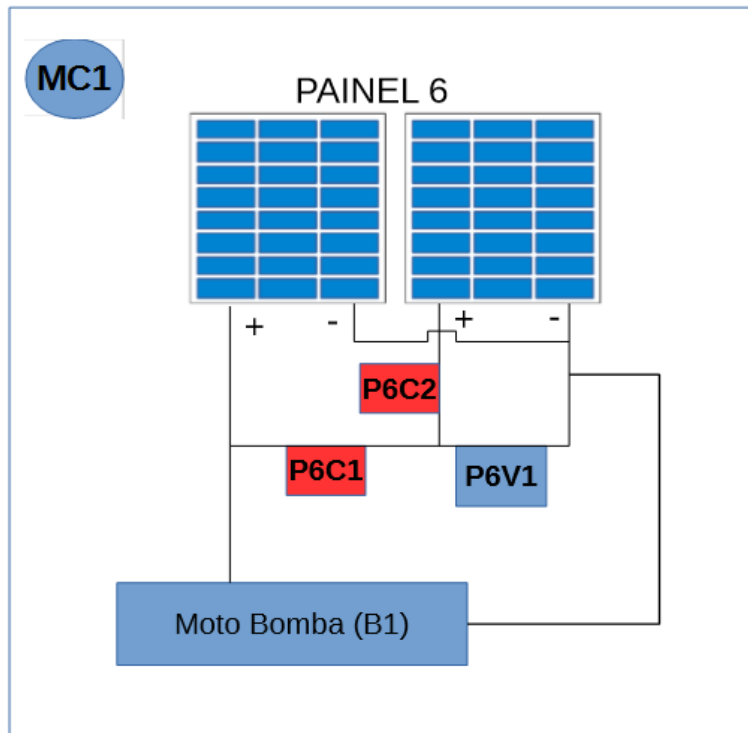 MC1
PAINEL 6
+ - + -
P6C2
P6C1 P6V1
Moto Bomba (B1)